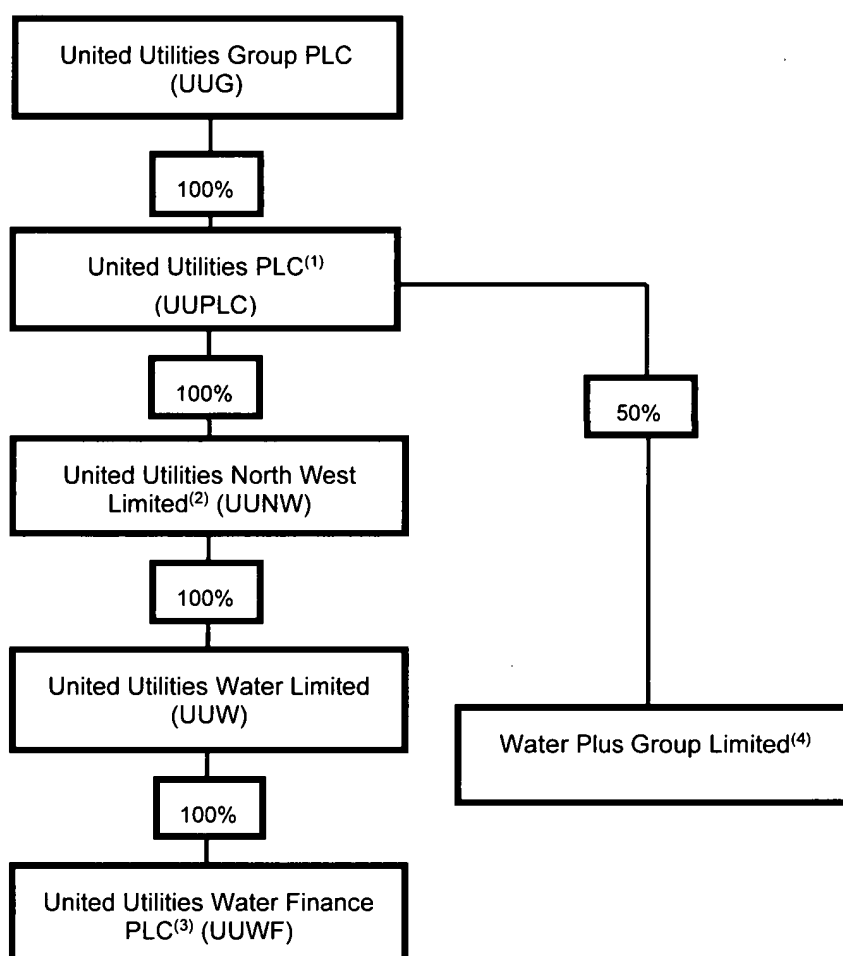 United Utilities Group PLC
(UUG)
100%
United Utilities PLC(1)
(UUPLC)
100%
50%
United Utilities North West
Limited(2) (UUNW)
100%
United Utilities Water Limited
(UUW)
Water Plus Group Limited(4)
100%
United Utilities Water Finance
PLC(3) (UUWF)